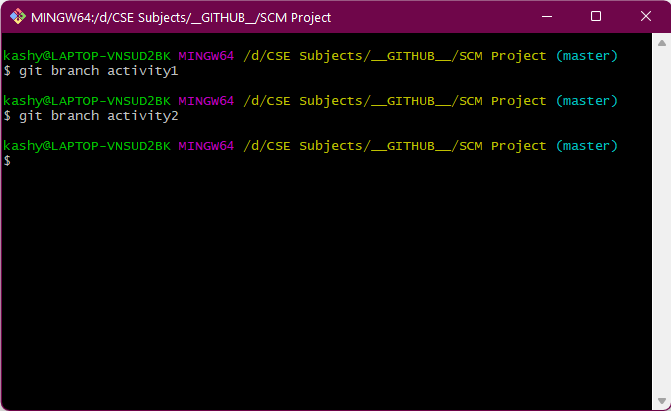 MINGW64:/d/CSE Subjects/__GITHUB__/SCM Project
kashy@LAPTOP-VNSUD2BK MINGW64 /d/CSE Subjects/__GITHUB__/SCM Project (master)
$ git branch activity1
kashy@LAPTOP-VNSUD2BK MINGW64 /d/CSE Subjects/__GITHUB__/SCM Project (master)
$ git branch activity2
kashy@LAPTOP-VNSUD2BK MINGW64 /d/CSE Subjects/__GITHUB__/SCM Project (master)
$